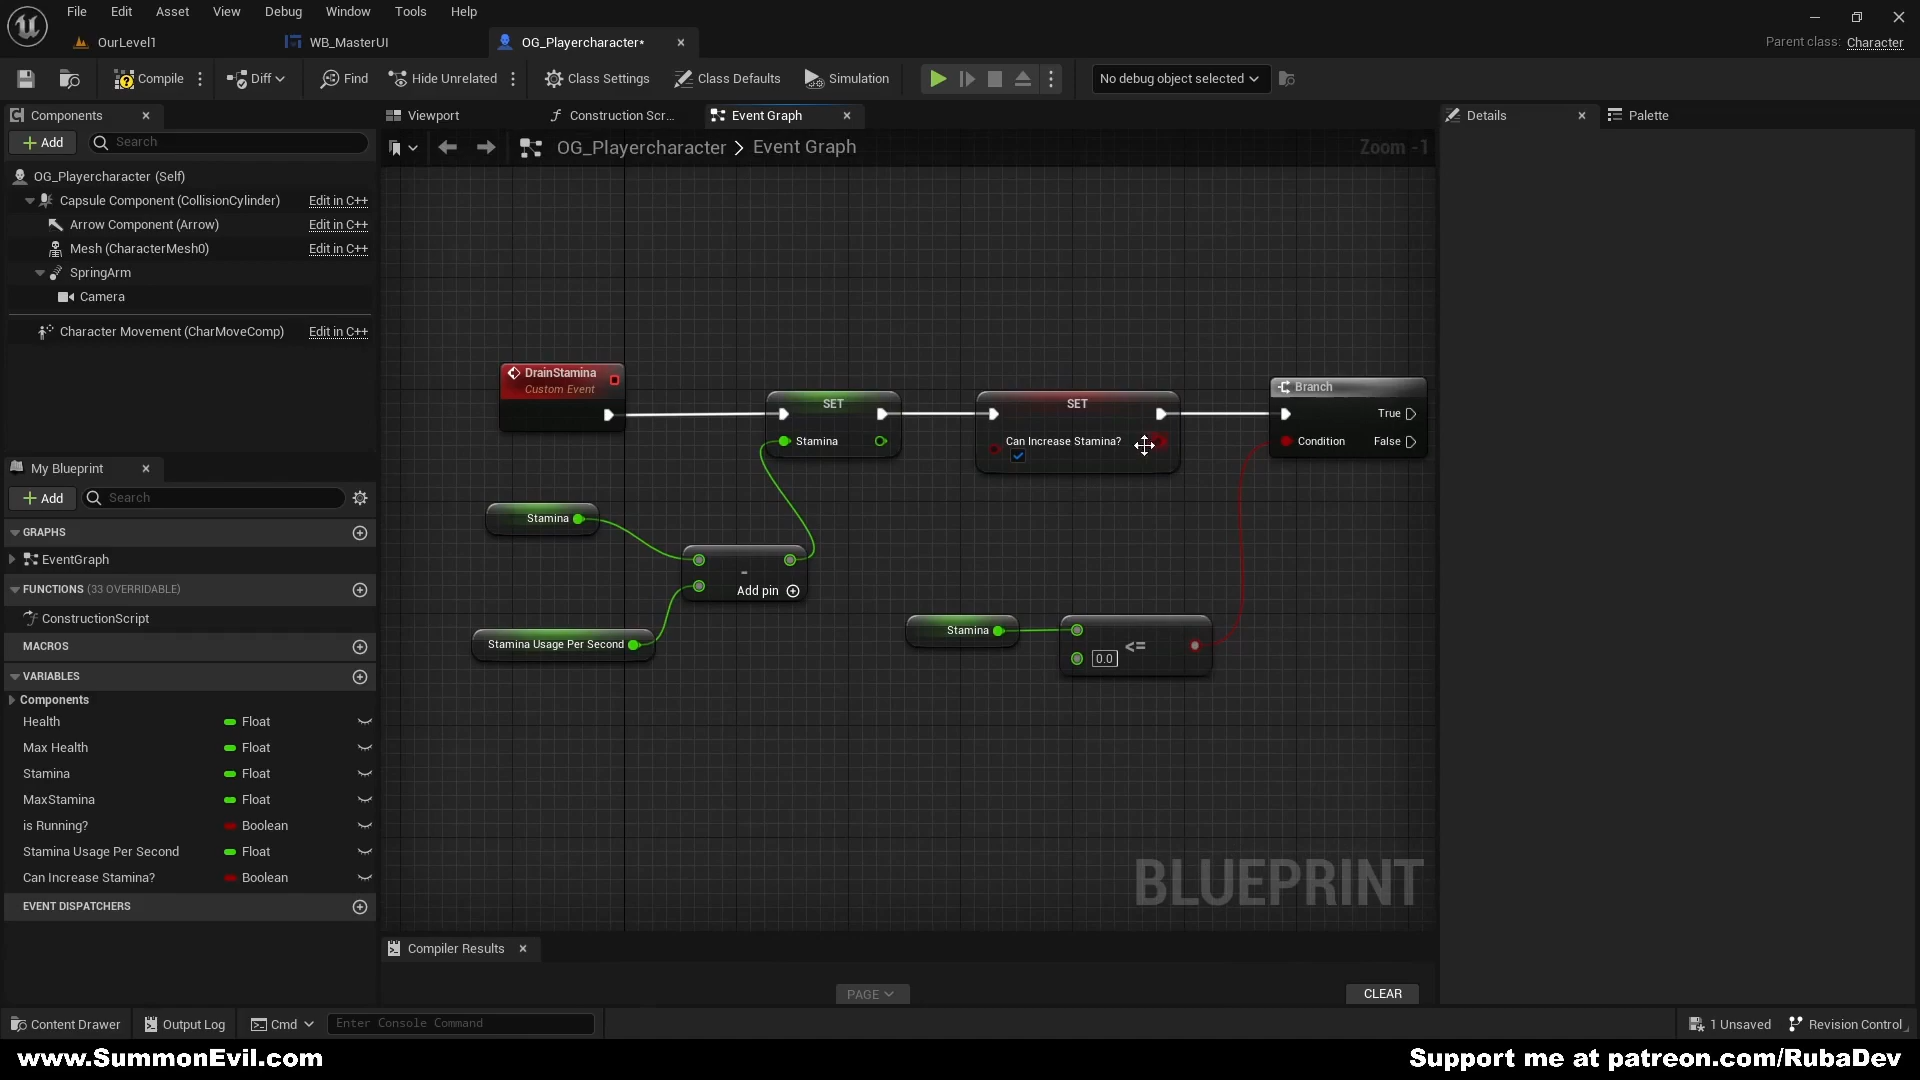 File Edit Asset View Debug Window Tools Help
OurLevel1 WB_MasterUI OG_Playercharacter*
Parent class: Character
Compile Diff Find Hide Unrelated Class Settings Class Defaults Simulation No debug object selected
Components Viewport Construction Scr... Event Graph Details Palette
Add Search
OG_Playercharacter > Event Graph Zoom -1
OG_Playercharacter (Self)
Capsule Component (CollisionCylinder) Edit in C++
Arrow Component (Arrow) Edit in C++
Mesh (CharacterMesh0) Edit in C++
SpringArm
Camera
Character Movement (CharMoveComp) Edit in C++
DrainStamina
Custom Event
SET
Stamina
SET
Can Increase Stamina?
Branch
True
Condition False
Stamina
-
Add pin
Stamina Usage Per Second
Stamina
<=
0.0
My Blueprint
Add Search
GRAPHS
EventGraph
FUNCTIONS (33 OVERRIDABLE)
ConstructionScript
MACROS
VARIABLES
Components
Health Float
Max Health Float
Stamina Float
MaxStamina Float
is Running? Boolean
Stamina Usage Per Second Float
Can Increase Stamina? Boolean
EVENT DISPATCHERS
BLUEPRINT
Compiler Results
PAGE CLEAR
Content Drawer Output Log Cmd Enter Console Command 1 Unsaved Revision Control
www.SummonEvil.com Support me at patreon.com/RubaDev